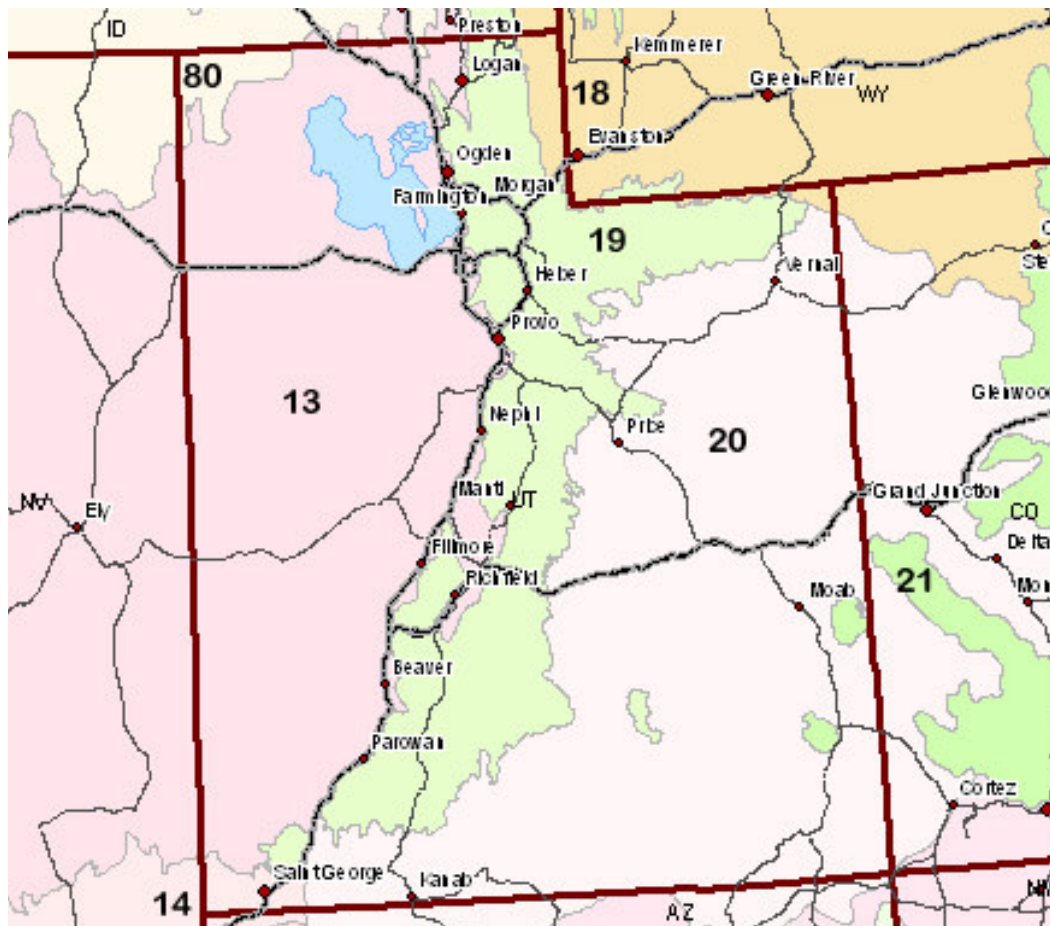 ID
Preston
Kemmerer
80
Logan
18
Green River
WY
Evanston
Ogden
Morgan
Farmington
19
Heber
Vernal
Provo
13
Glenwood
Nephi
Price
20
NV
Ely
Manti
UT
Grand Junction
CO
Fillmore
Delta
Richfield
Moab
21
Beaver
Parowan
Cortez
Saint George
Kanab
14
AZ